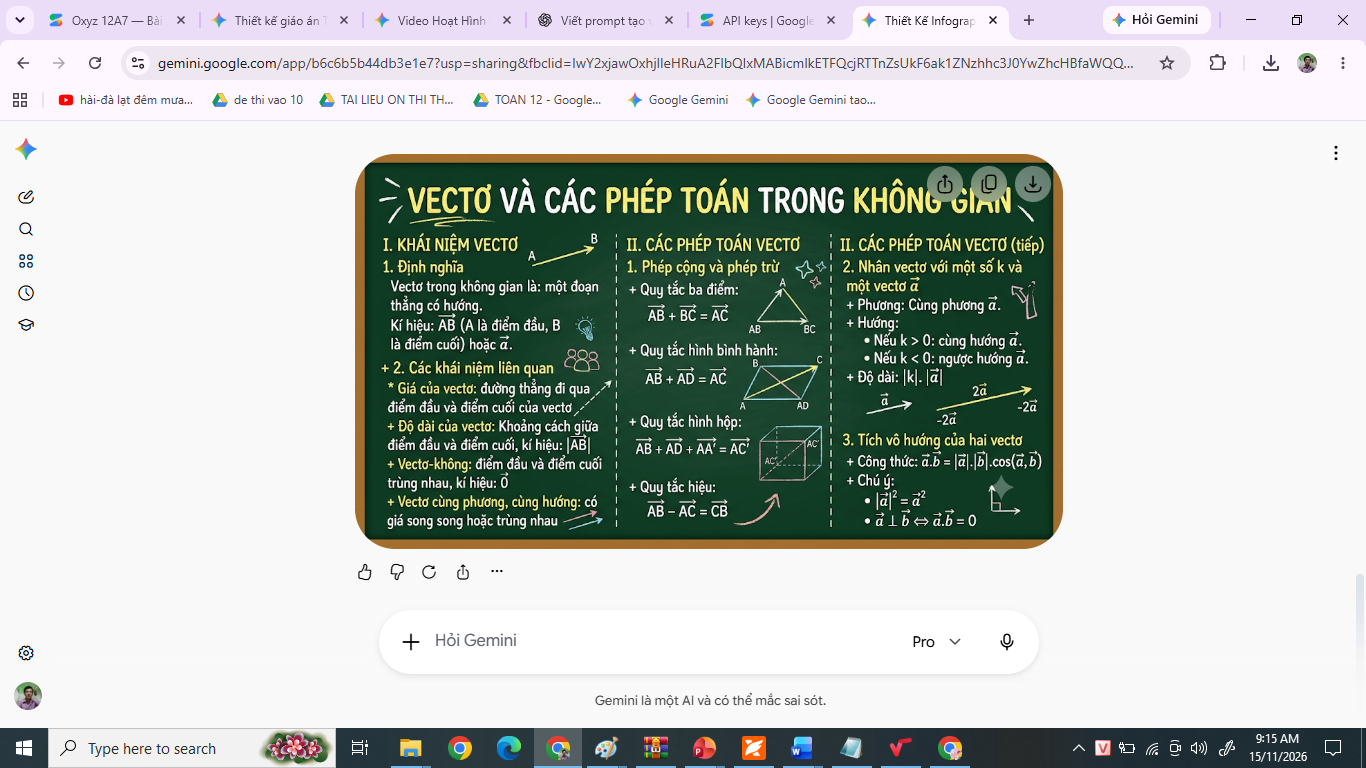 Oxyz 12A7 — Bài
Thiết kế giáo án T
Video Hoạt Hình
Viết prompt tạo
API keys | Google
Thiết Kế Infograp
Hỏi Gemini
gemini.google.com/app/b6c6b5b44db3e1e7?usp=sharing&fbclid=IwY2xjawOxhjlleHRuA2FlbQIxMABicmlkETFQcjRTTnZsUkF6ak1ZNzhhc3J0YwZhcHBfaWQQ...
hài-đà lạt đêm mưa...
de thi vao 10
TAI LIEU ON THI TH...
TOAN 12 - Google...
Google Gemini
Google Gemini tao...
VECTƠ VÀ CÁC PHÉP TOÁN TRONG KHÔNG GIAN
I. KHÁI NIỆM VECTƠ
A B
1. Định nghĩa
Vectơ trong không gian là: một đoạn
thẳng có hướng.
Kí hiệu: A͞B⃗ (A là điểm đầu, B
là điểm cuối) hoặc a⃗.
+ 2. Các khái niệm liên quan
* Giá của vectơ: đường thẳng đi qua
điểm đầu và điểm cuối của vectơ
+ Độ dài của vectơ: Khoảng cách giữa
điểm đầu và điểm cuối, kí hiệu: |AB⃗|
+ Vectơ-không: điểm đầu và điểm cuối
trùng nhau, kí hiệu: 0⃗
+ Vectơ cùng phương, cùng hướng: có
giá song song hoặc trùng nhau
II. CÁC PHÉP TOÁN VECTƠ
1. Phép cộng và phép trừ
+ Quy tắc ba điểm:
AB⃗ + BC⃗ = AC⃗
A
AB BC
+ Quy tắc hình bình hành:
AB⃗ + AD⃗ = AC⃗
B C
A AD
+ Quy tắc hình hộp:
AB⃗ + AD⃗ + AA'⃗ = AC'⃗
AC'
AC'
+ Quy tắc hiệu:
AB⃗ − AC⃗ = CB⃗
II. CÁC PHÉP TOÁN VECTƠ (tiếp)
2. Nhân vectơ với một số k và
một vectơ a⃗
+ Phương: Cùng phương a⃗.
+ Hướng:
• Nếu k > 0: cùng hướng a⃗.
• Nếu k < 0: ngược hướng a⃗.
+ Độ dài: |k|. |a⃗|
a⃗ 2a⃗
-2a⃗ -2a⃗
3. Tích vô hướng của hai vectơ
+ Công thức: a⃗.b⃗ = |a⃗|.|b⃗|.cos(a⃗, b⃗)
+ Chú ý:
• |a⃗|² = a⃗²
• a⃗ ⊥ b⃗ ⇔ a⃗.b⃗ = 0
Hỏi Gemini
Pro
Gemini là một AI và có thể mắc sai sót.
Type here to search
9:15 AM
15/11/2026